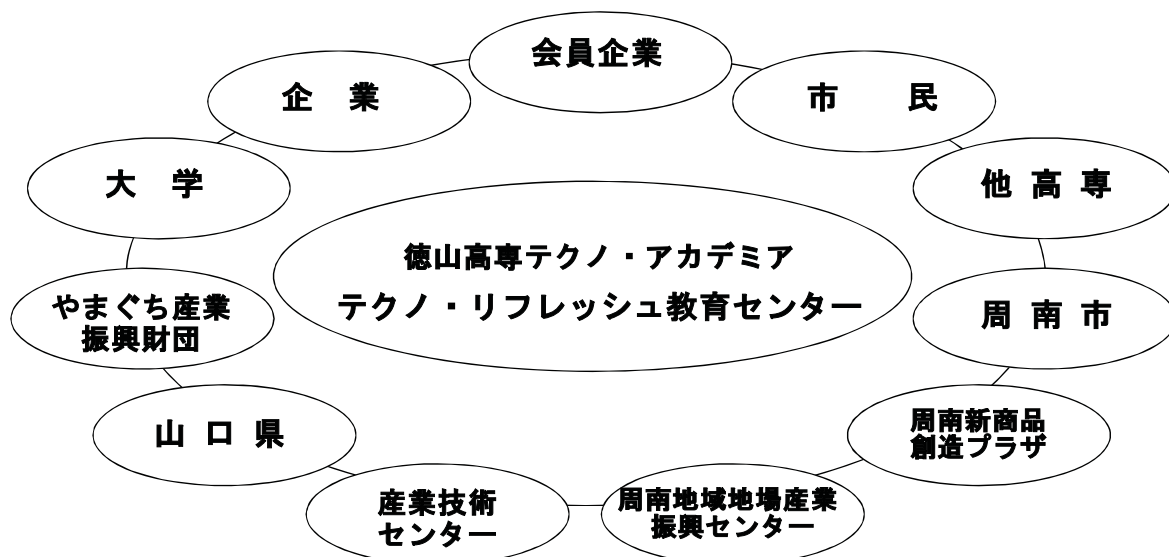 会員企業
企 業
市 民
大 学
他 高 専
徳山高専テクノ・アカデミア
テクノ・リフレッシュ教育センター
やまぐち産業
振興財団
周 南 市
山 口 県
周南新商品
創造プラザ
産業技術
センター
周南地域地場産業
振興センター